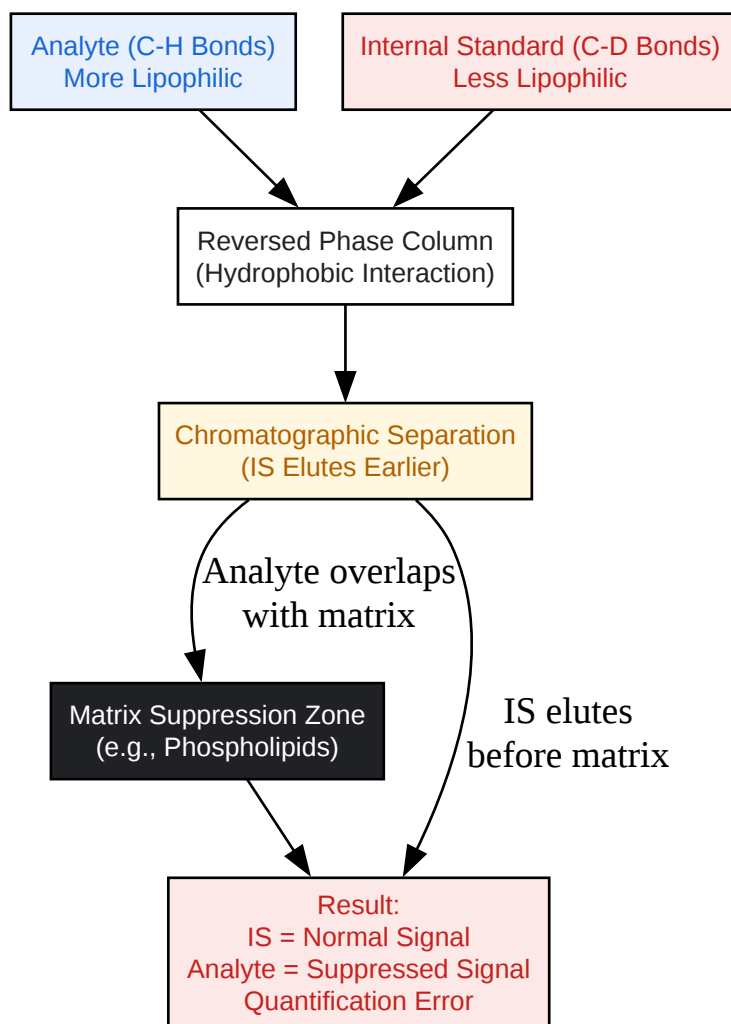 Analyte (C-H Bonds)
More Lipophilic
Internal Standard (C-D Bonds)
Less Lipophilic
Reversed Phase Column
(Hydrophobic Interaction)
Chromatographic Separation
(IS Elutes Earlier)
Analyte overlaps
with matrix
Matrix Suppression Zone
(e.g., Phospholipids)
IS elutes
before matrix
Result:
IS = Normal Signal
Analyte = Suppressed Signal
Quantification Error